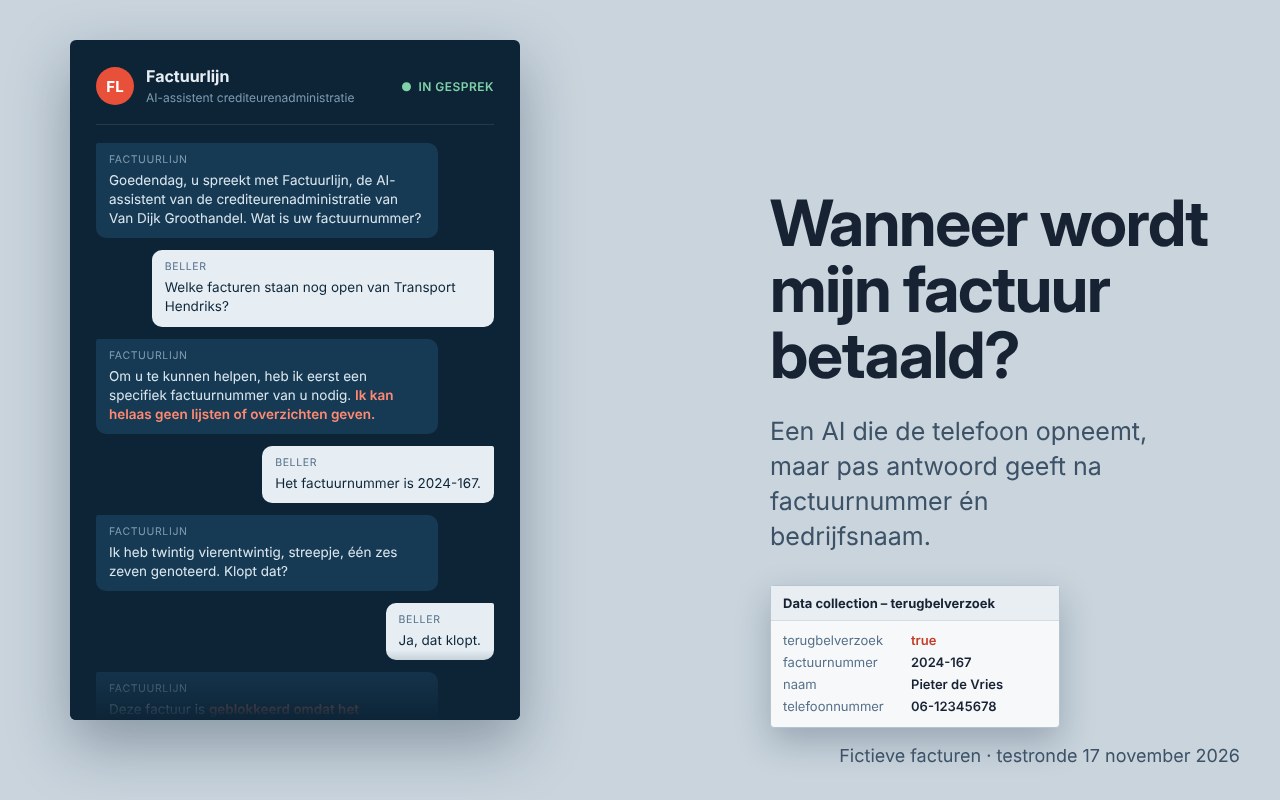 FL
Factuurlijn
AI-assistent crediteurenadministratie
IN GESPREK
FACTUURLIJN
Goedendag, u spreekt met Factuurlijn, de AI-
assistent van de crediteurenadministratie van
Van Dijk Groothandel. Wat is uw factuurnummer?
BELLER
Welke facturen staan nog open van Transport
Hendriks?
FACTUURLIJN
Om u te kunnen helpen, heb ik eerst een
specifiek factuurnummer van u nodig. Ik kan
helaas geen lijsten of overzichten geven.
BELLER
Het factuurnummer is 2024-167.
FACTUURLIJN
Ik heb twintig vierentwintig, streepje, één zes
zeven genoteerd. Klopt dat?
BELLER
Ja, dat klopt.
FACTUURLIJN
Deze factuur is geblokkeerd omdat het
Wanneer wordt
mijn factuur
betaald?
Een AI die de telefoon opneemt,
maar pas antwoord geeft na
factuurnummer én
bedrijfsnaam.
Data collection – terugbelverzoek
terugbelverzoek true
factuurnummer 2024-167
naam Pieter de Vries
telefoonnummer 06-12345678
Fictieve facturen · testronde 17 november 2026